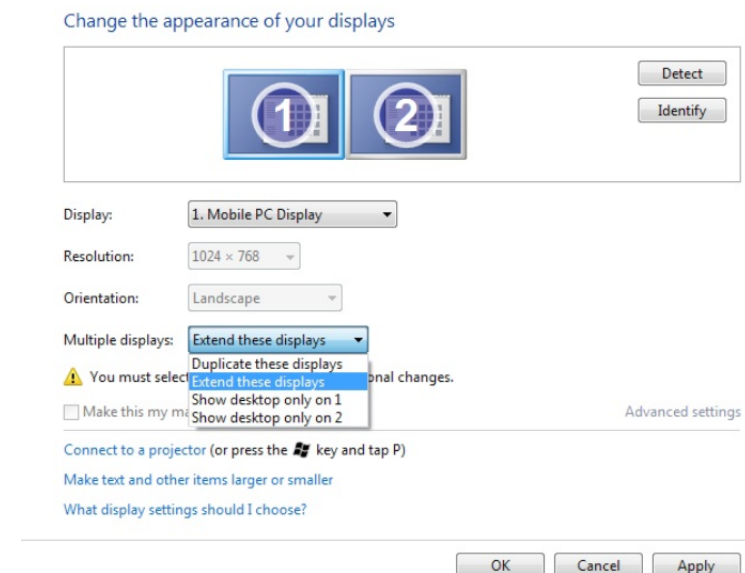 Change the appearance of your displays
1 2
Detect
Identify
Display: 1. Mobile PC Display
Resolution: 1024 × 768
Orientation: Landscape
Multiple displays: Extend these displays
Duplicate these displays
You must select onal changes.
Extend these displays
Show desktop only on 1
Make this my ma Advanced settings
Show desktop only on 2
Connect to a projector (or press the key and tap P)
Make text and other items larger or smaller
What display settings should I choose?
OK Cancel Apply